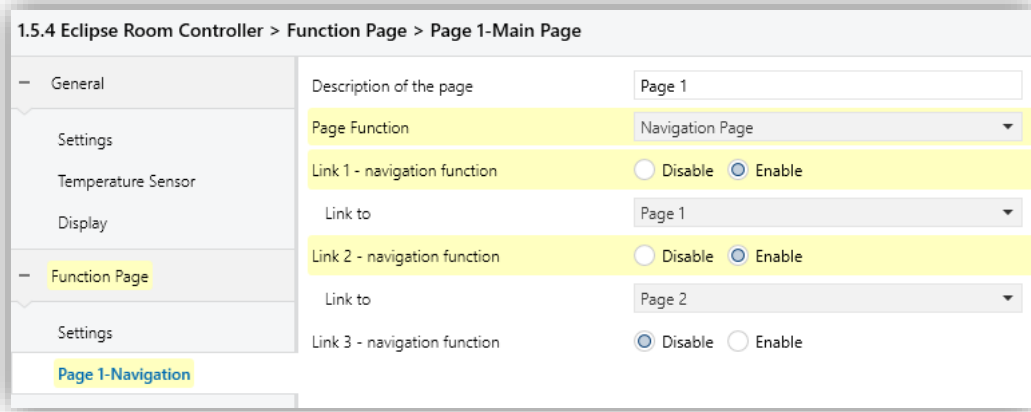 1.5.4 Eclipse Room Controller > Function Page > Page 1-Main Page
General
Settings
Temperature Sensor
Display
Function Page
Settings
Page 1-Navigation
Description of the page Page 1
Page Function Navigation Page
Link 1 - navigation function Disable Enable
Link to Page 1
Link 2 - navigation function Disable Enable
Link to Page 2
Link 3 - navigation function Disable Enable